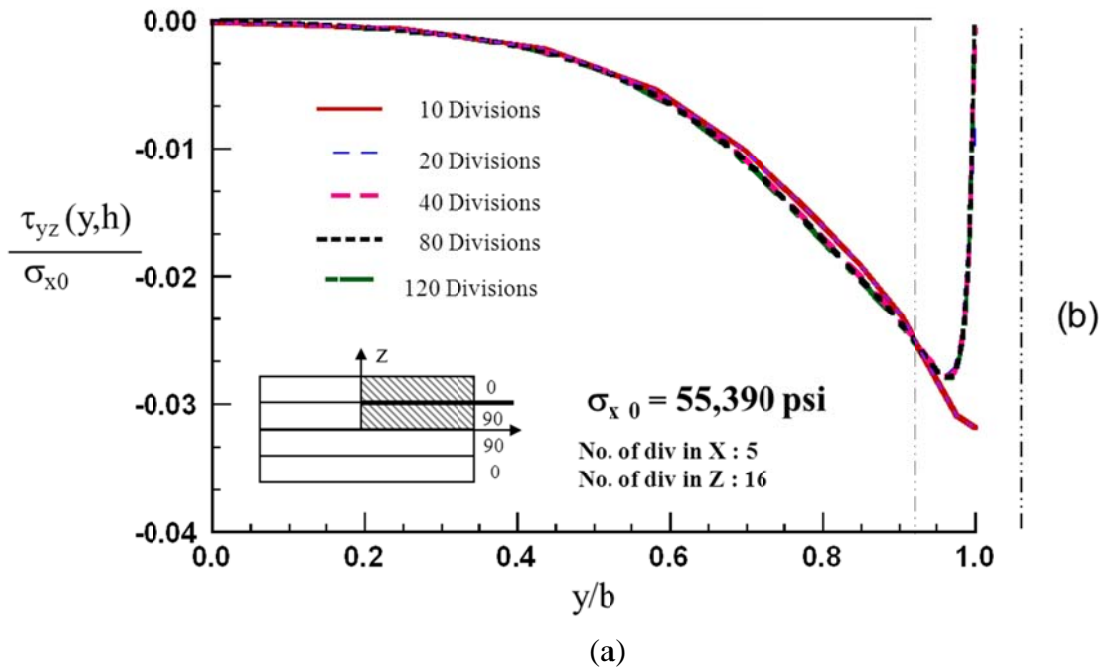 0.00
-0.01
-0.02
-0.03
-0.04
τyz (y,h)
σx0
10 Divisions
20 Divisions
40 Divisions
80 Divisions
120 Divisions
z
0
90
90
0
σx 0 = 55,390 psi
No. of div in X : 5
No. of div in Z : 16
(b)
0.0 0.2 0.4 0.6 0.8 1.0
y/b
(a)